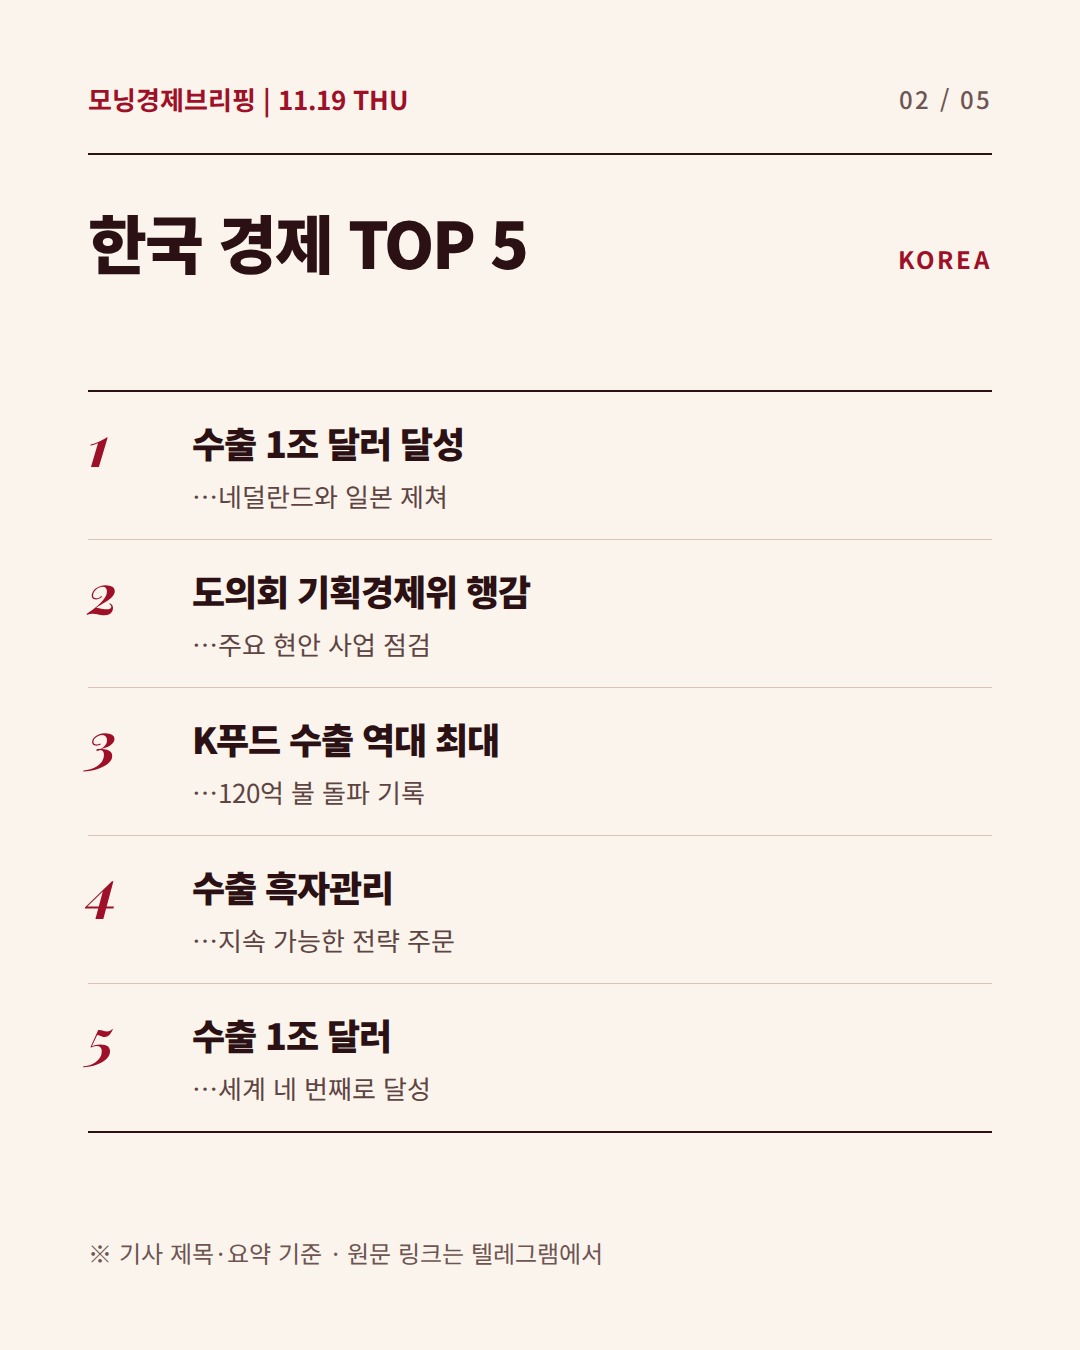 모닝경제브리핑 | 11.19 THU
02 / 05
한국 경제 TOP 5
KOREA
1
수출 1조 달러 달성
…네덜란드와 일본 제쳐
2
도의회 기획경제위 행감
…주요 현안 사업 점검
3
K푸드 수출 역대 최대
…120억 불 돌파 기록
4
수출 흑자관리
…지속 가능한 전략 주문
5
수출 1조 달러
…세계 네 번째로 달성
※ 기사 제목·요약 기준 · 원문 링크는 텔레그램에서